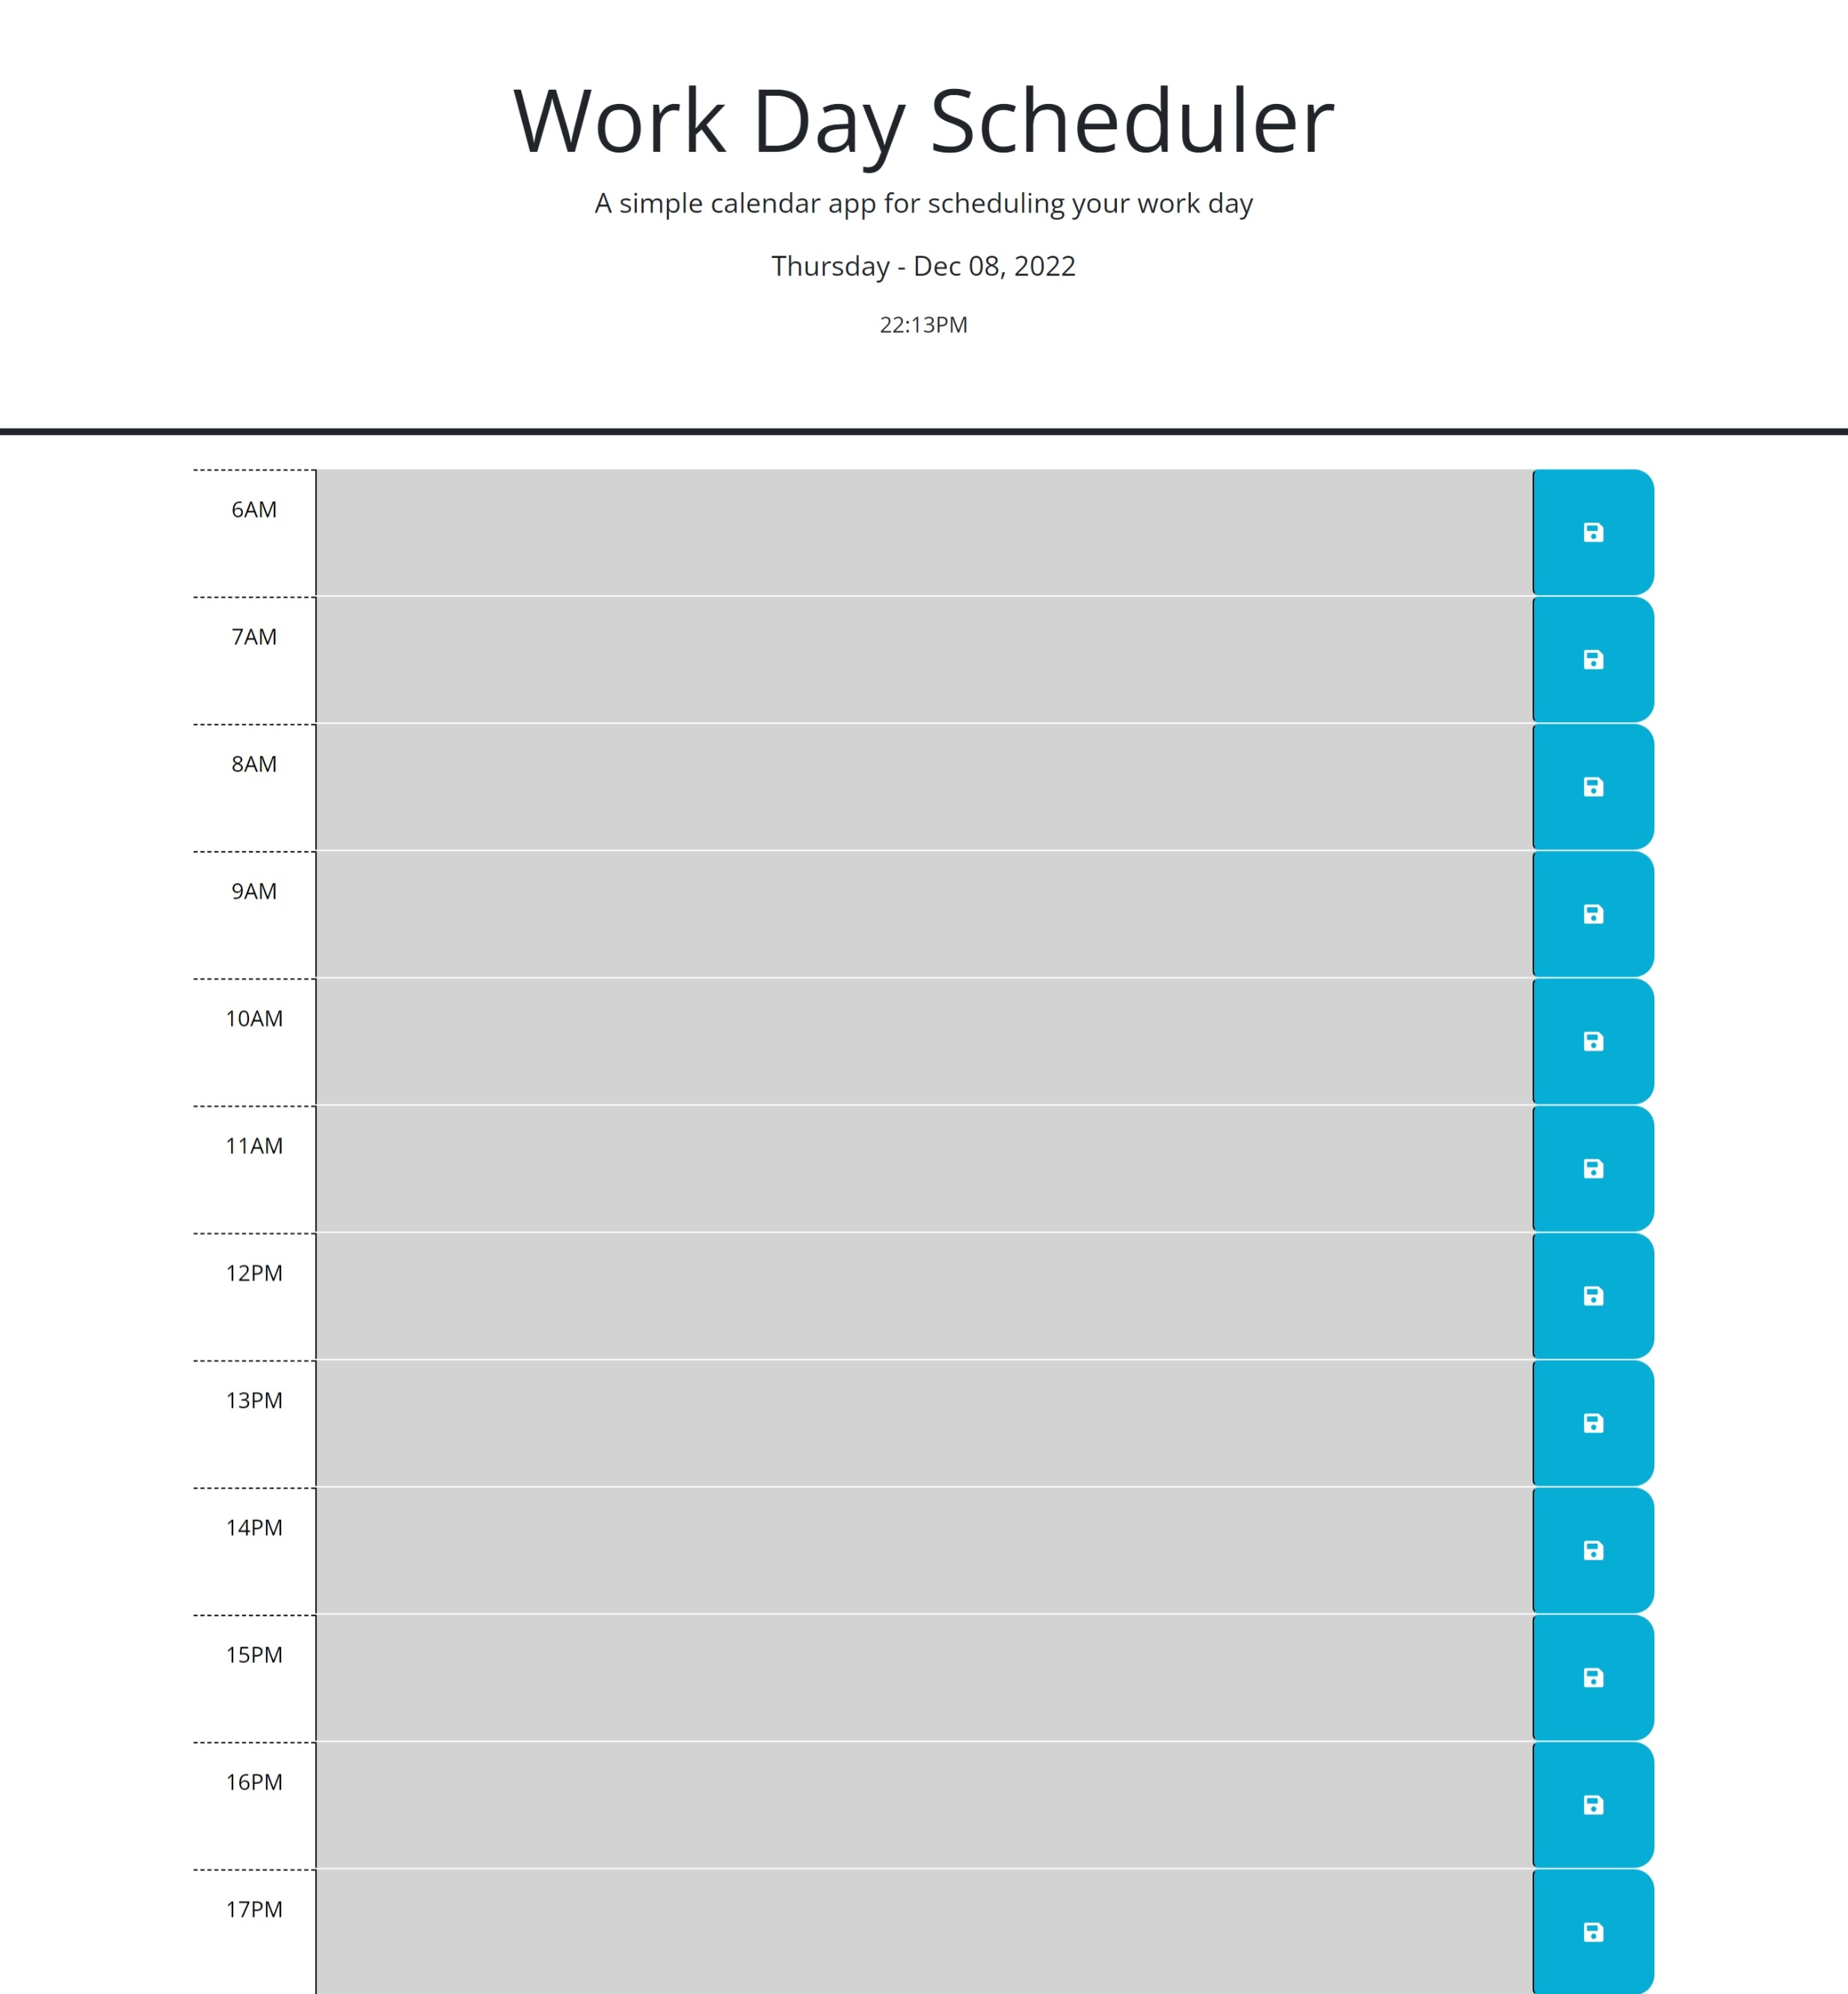 Work Day Scheduler
A simple calendar app for scheduling your work day
Thursday - Dec 08, 2022
22:13PM
6AM
7AM
8AM
9AM
10AM
11AM
12PM
13PM
14PM
15PM
16PM
17PM